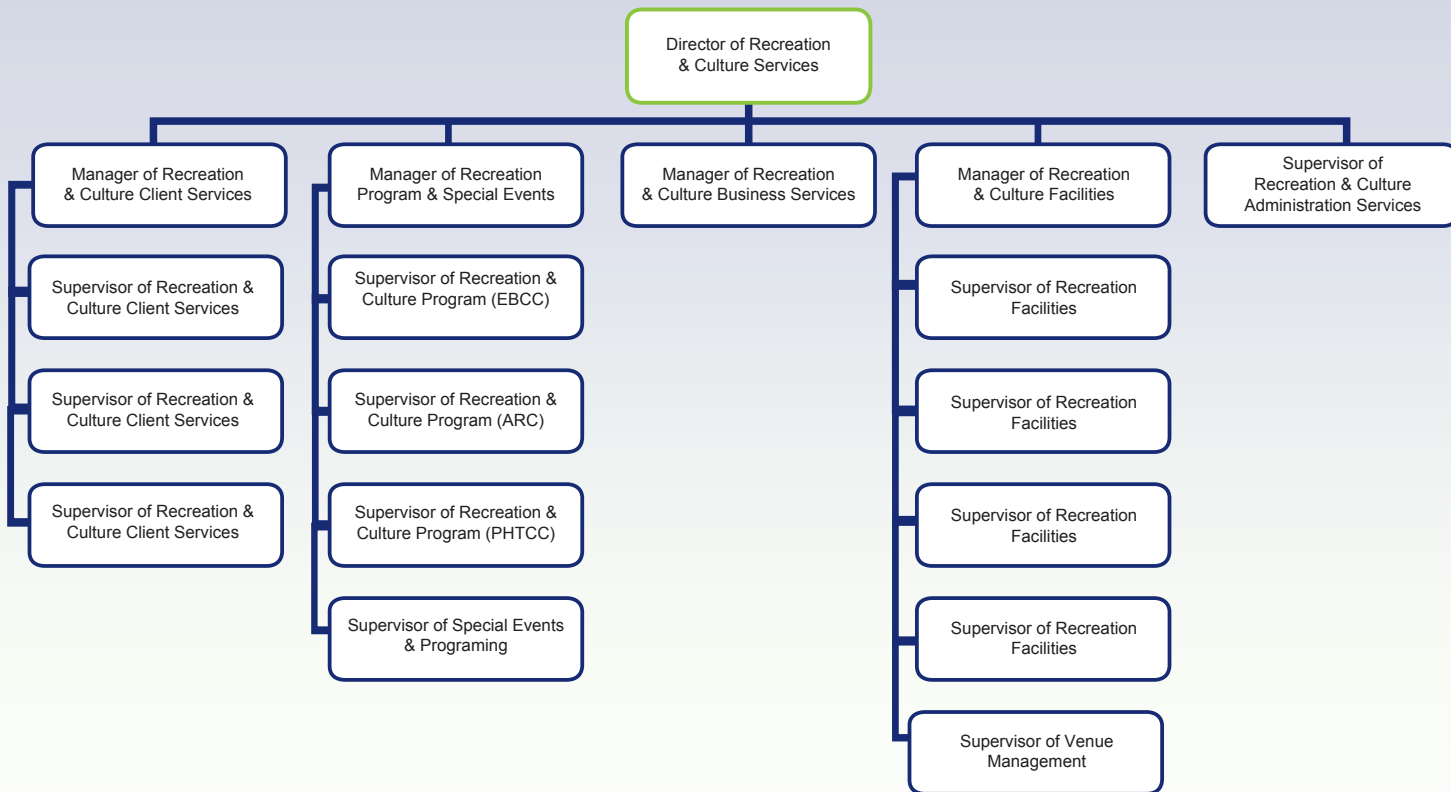 Director of Recreation
& Culture Services
Manager of Recreation
& Culture Client Services
Manager of Recreation
Program & Special Events
Manager of Recreation
& Culture Business Services
Manager of Recreation
& Culture Facilities
Supervisor of
Recreation & Culture
Administration Services
Supervisor of Recreation &
Culture Client Services
Supervisor of Recreation &
Culture Program (EBCC)
Supervisor of Recreation
Facilities
Supervisor of Recreation &
Culture Client Services
Supervisor of Recreation &
Culture Program (ARC)
Supervisor of Recreation
Facilities
Supervisor of Recreation &
Culture Client Services
Supervisor of Recreation &
Culture Program (PHTCC)
Supervisor of Recreation
Facilities
Supervisor of Special Events
& Programing
Supervisor of Recreation
Facilities
Supervisor of Venue
Management